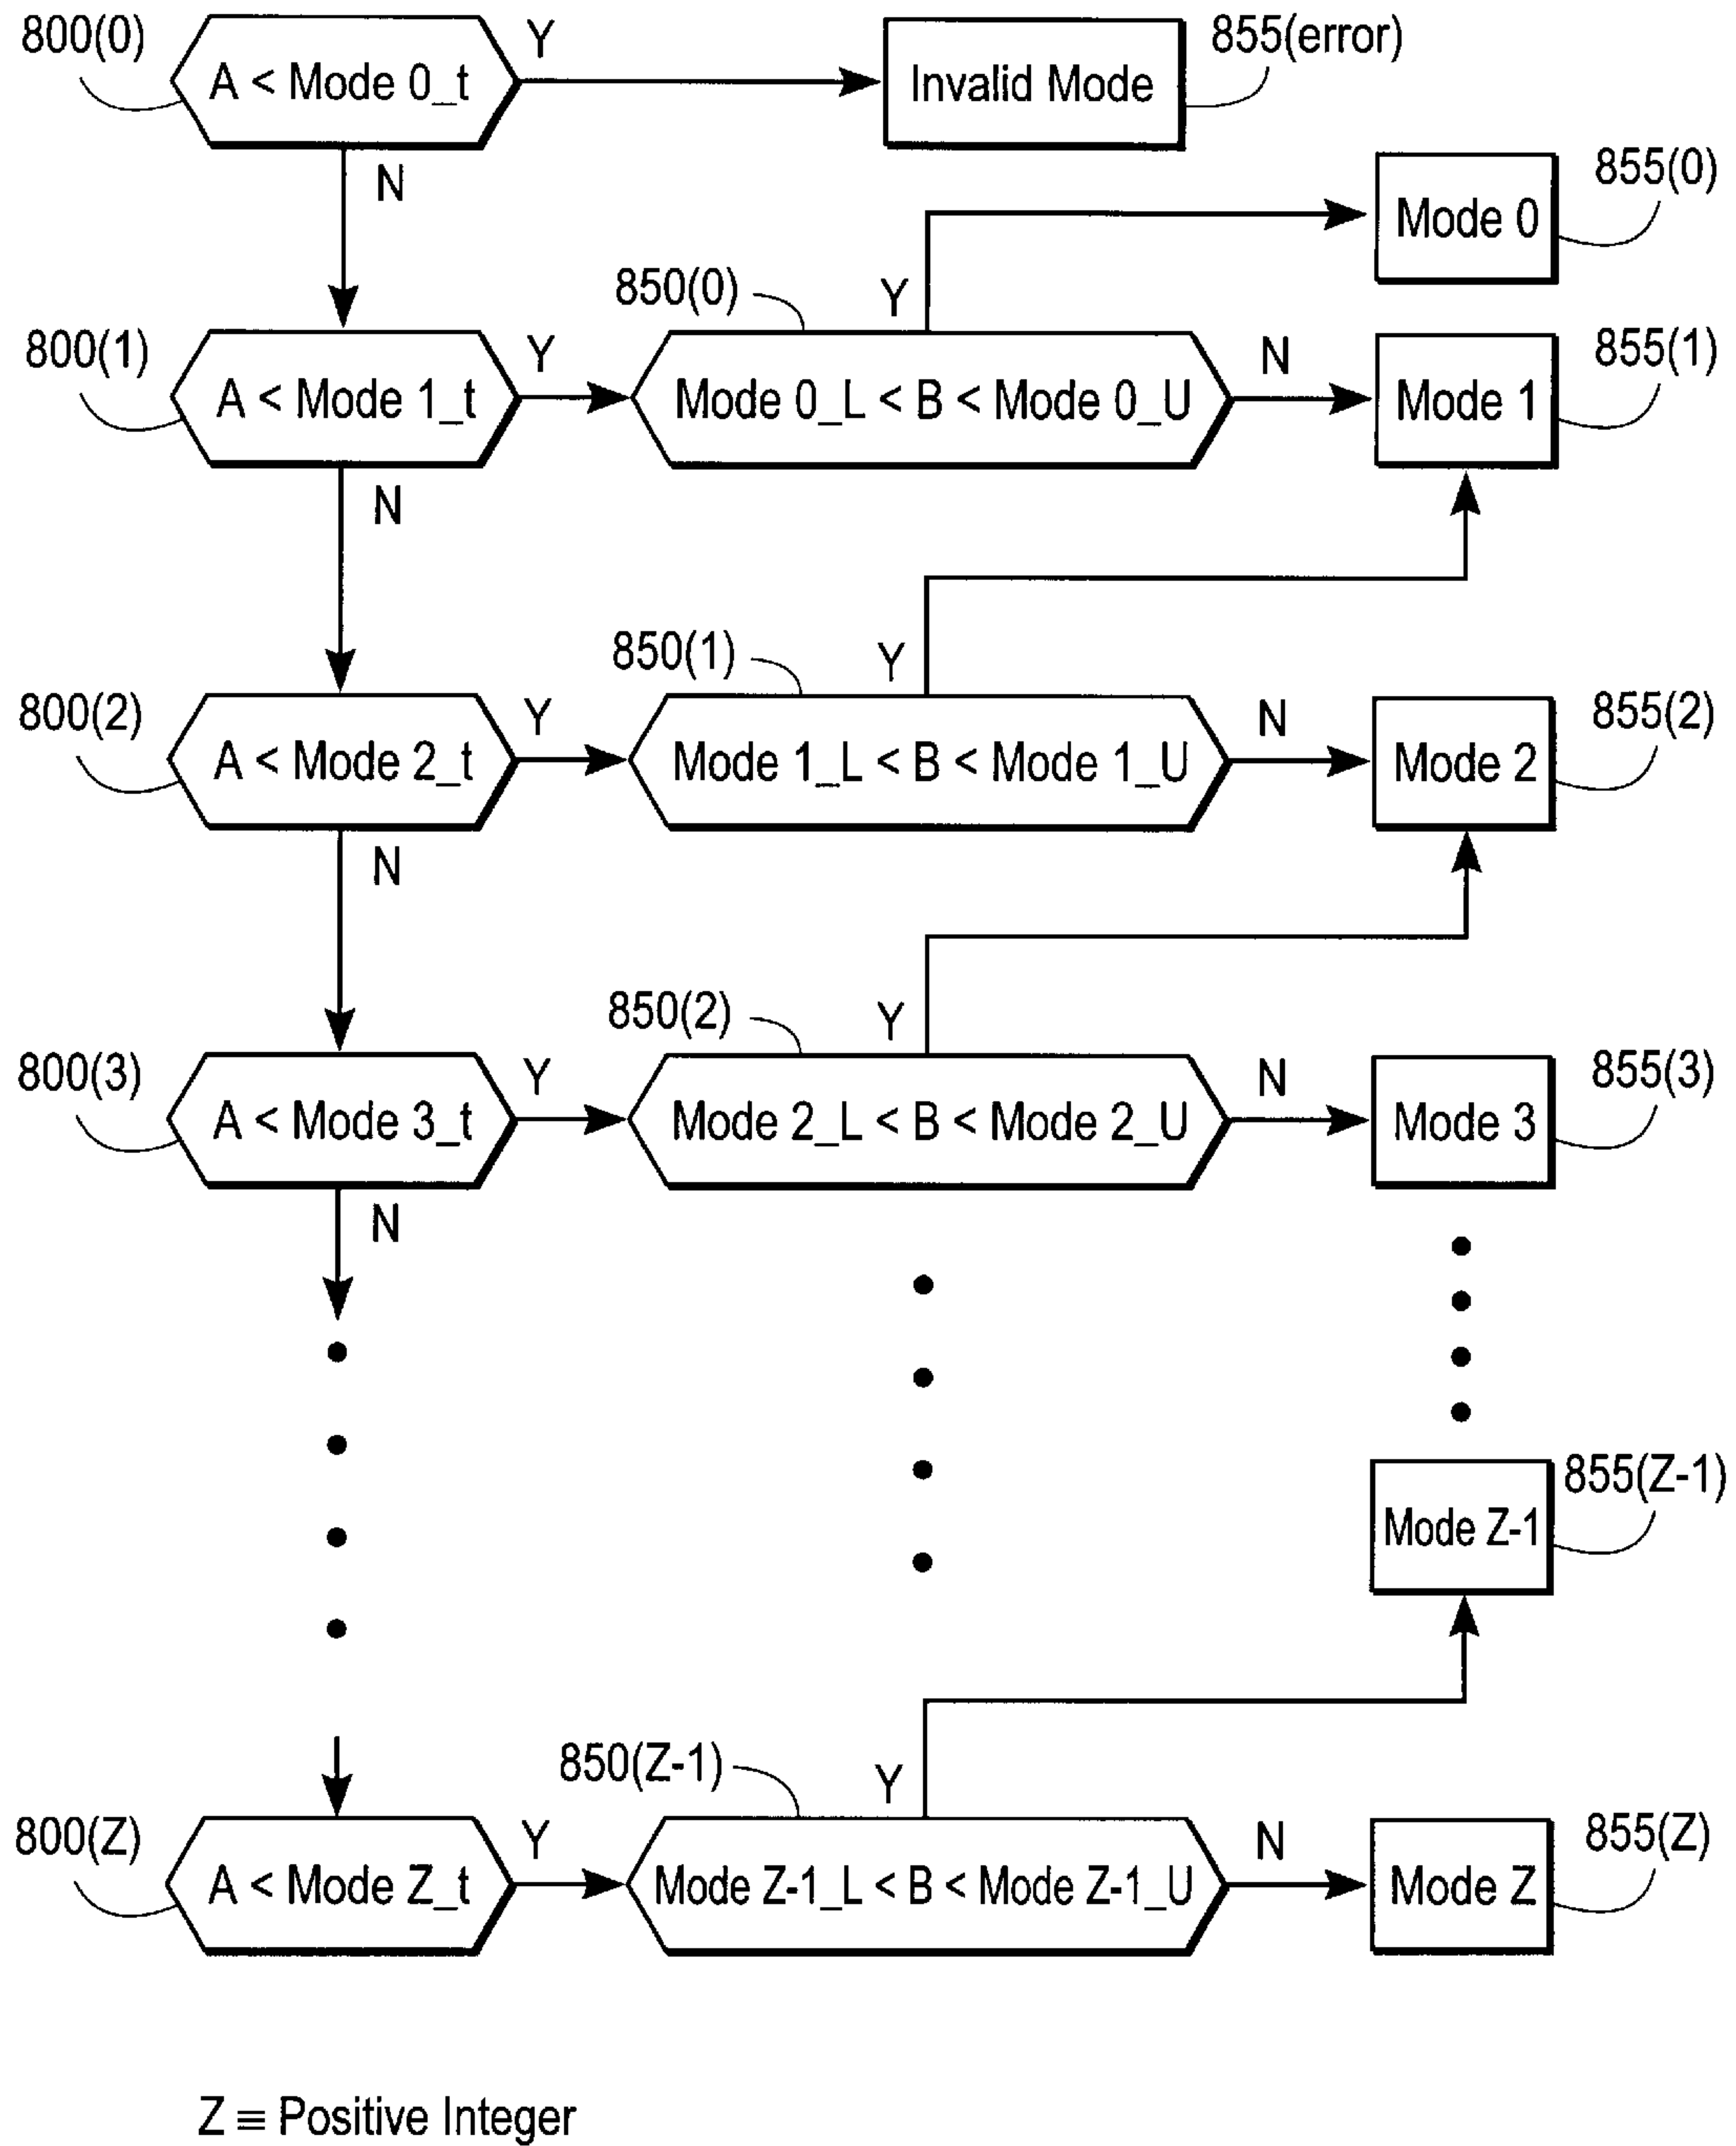 800(0)
A < Mode 0_t
Y
Invalid Mode
855(error)
N
Mode 0
855(0)
800(1)
A < Mode 1_t
Y
850(0)
Mode 0_L < B < Mode 0_U
Y
N
Mode 1
855(1)
N
800(2)
A < Mode 2_t
Y
850(1)
Mode 1_L < B < Mode 1_U
Y
N
Mode 2
855(2)
N
800(3)
A < Mode 3_t
Y
850(2)
Mode 2_L < B < Mode 2_U
Y
N
Mode 3
855(3)
N
Mode Z-1
855(Z-1)
800(Z)
A < Mode Z_t
Y
850(Z-1)
Mode Z-1_L < B < Mode Z-1_U
Y
N
Mode Z
855(Z)
Z ≡ Positive Integer